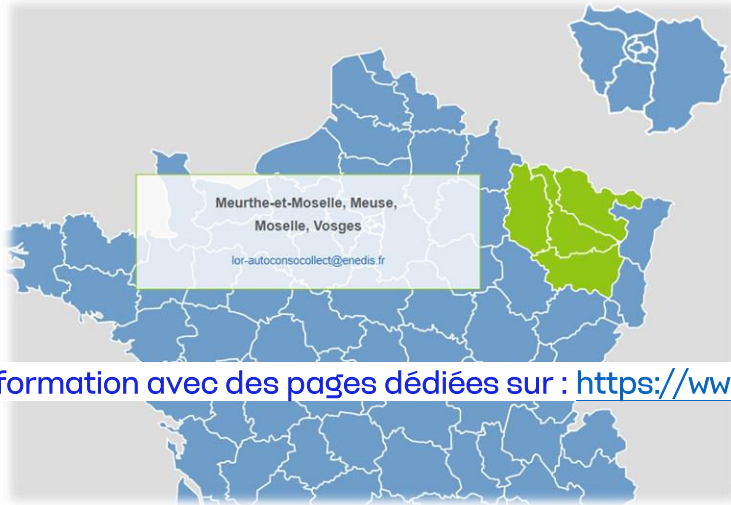 Meurthe-et-Moselle, Meuse,
Moselle, Vosges
lor-autoconsocollect@enedis.fr
formation avec des pages dédiées sur : https://ww